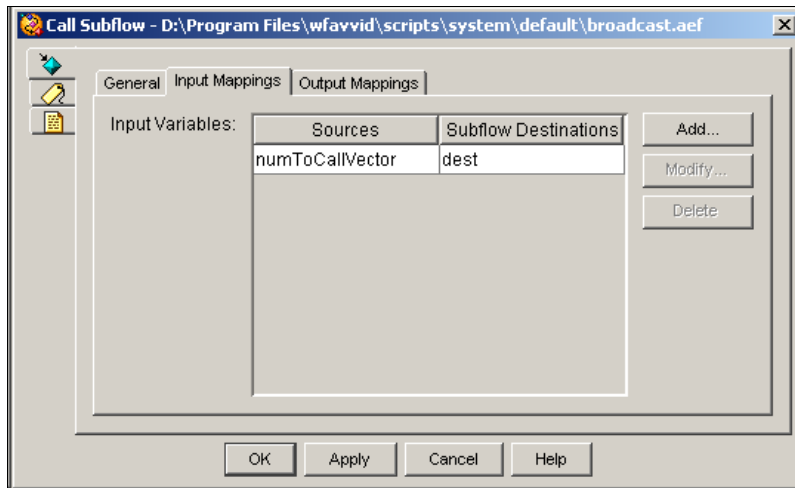 Call Subflow - D:\Program Files\wfavvid\scripts\system\default\broadcast.aef
General Input Mappings Output Mappings
Input Variables: Sources Subflow Destinations Add...
numToCallVector dest
Modify...
Delete
OK Apply Cancel Help